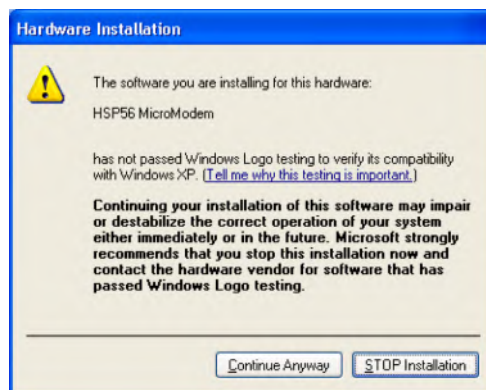 Hardware Installation
The software you are installing for this hardware:
HSP56 MicroModem
has not passed Windows Logo testing to verify its compatibility
with Windows XP. (Tell me why this testing is important.)
Continuing your installation of this software may impair
or destabilize the correct operation of your system
either immediately or in the future. Microsoft strongly
recommends that you stop this installation now and
contact the hardware vendor for software that has
passed Windows Logo testing.
Continue Anyway
STOP Installation